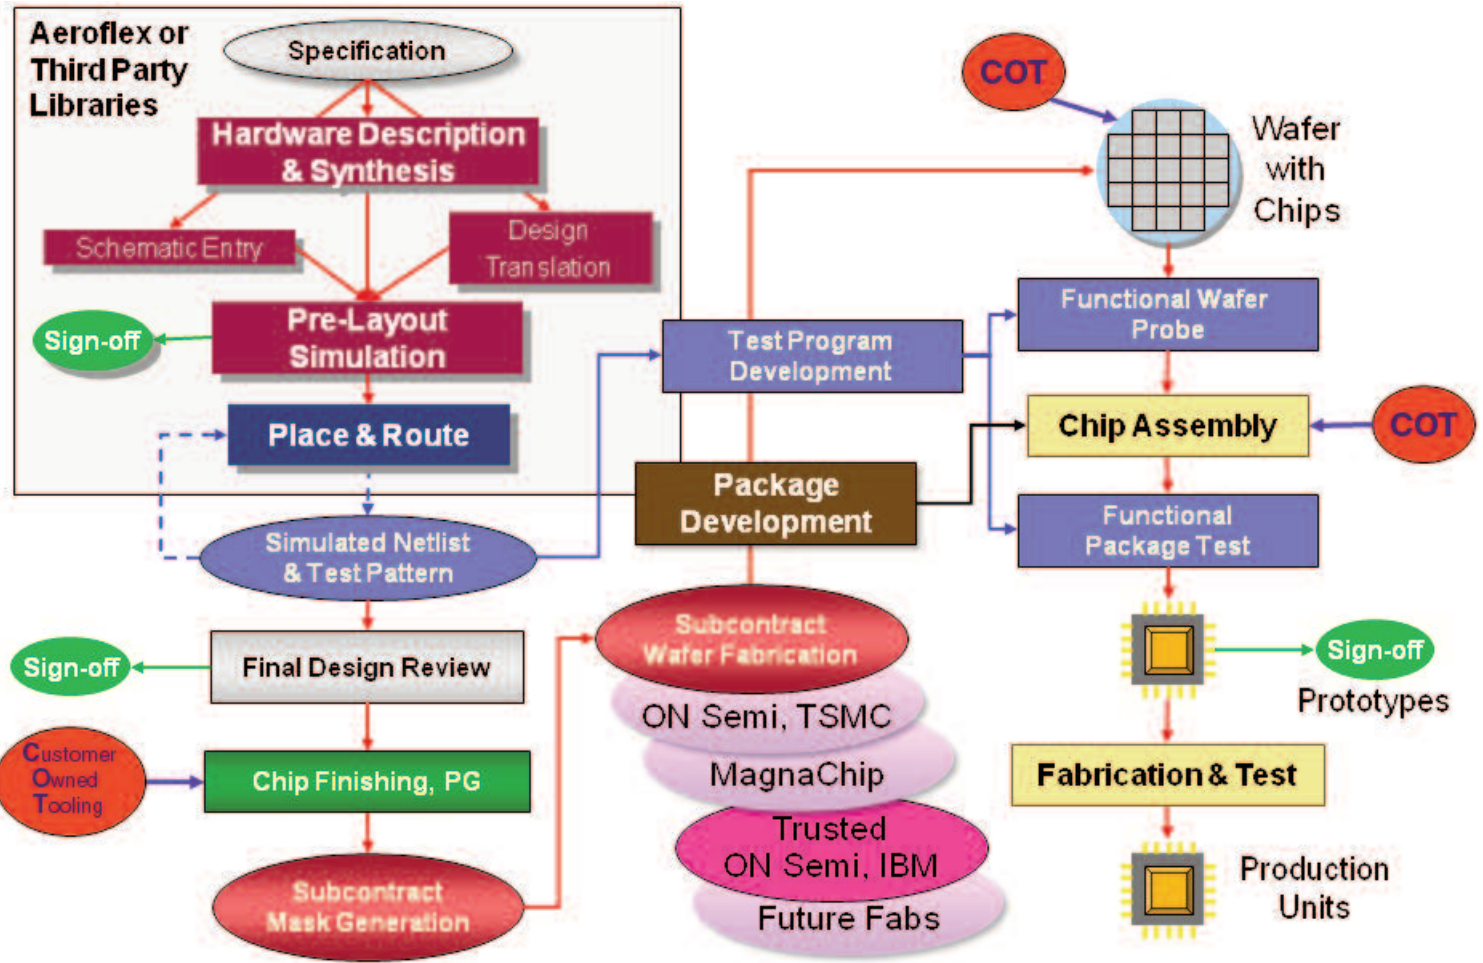 Aeroflex or
Third Party
Libraries
Specification
Hardware Description
& Synthesis
Schematic Entry
Design
Translation
Pre-Layout
Simulation
Sign-off
Place & Route
Simulated Netlist
& Test Pattern
Final Design Review
Sign-off
Customer
Owned
Tooling
Chip Finishing, PG
Subcontract
Mask Generation
Test Program
Development
Package
Development
Subcontract
Wafer Fabrication
ON Semi, TSMC
MagnaChip
Trusted
ON Semi, IBM
Future Fabs
COT
Wafer
with
Chips
Functional Wafer
Probe
Chip Assembly
COT
Functional
Package Test
Sign-off
Prototypes
Fabrication & Test
Production
Units